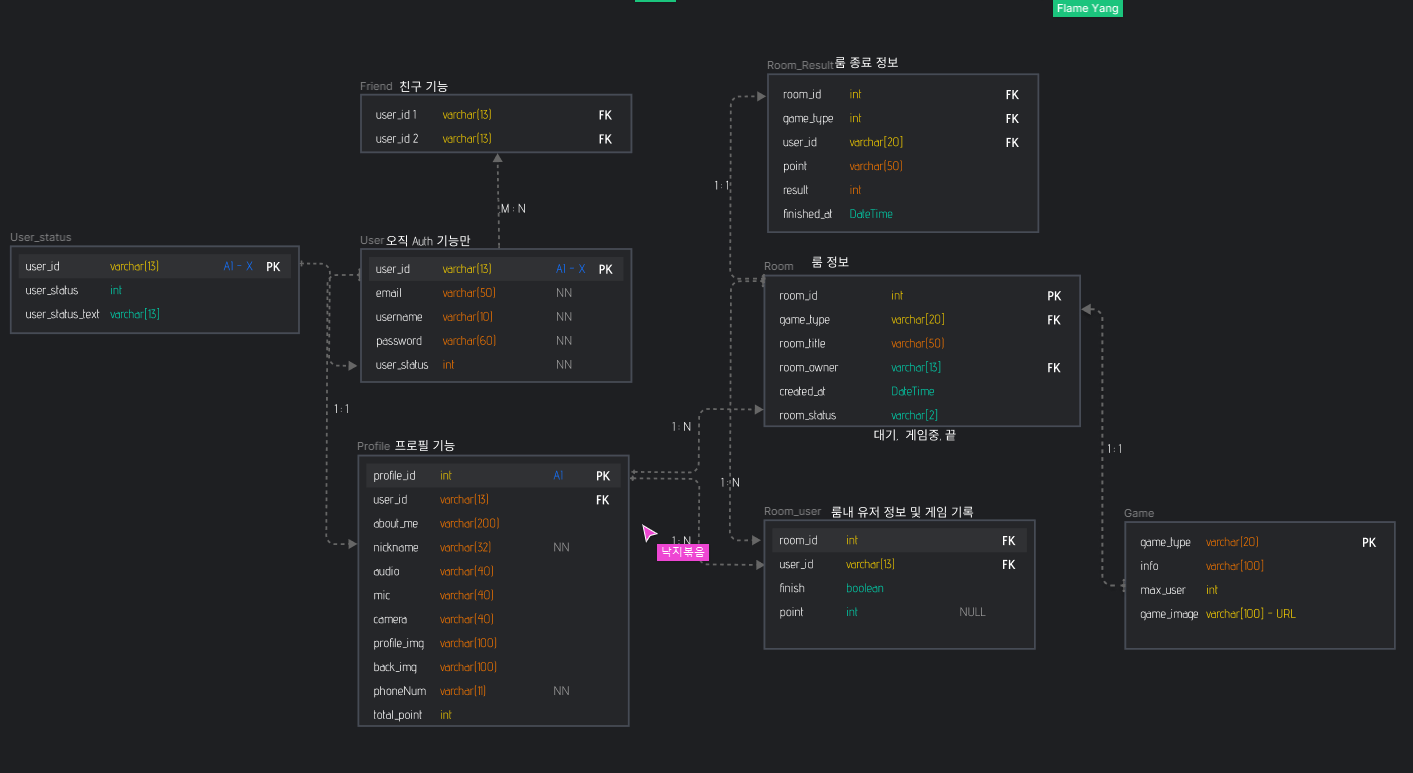 Flame Yang
Friend 친구 기능
user_id 1 varchar(13) FK
user_id 2 varchar(13) FK
M : N
User_status
user_id varchar(13) AI - X PK
user_status int
user_status_text varchar[13]
User 오직 Auth 기능만
user_id varchar(13) AI - X PK
email varchar(50) NN
username varchar(10) NN
password varchar(60) NN
user_status int NN
1 : 1
Profile 프로필 기능
profile_id int AI PK
user_id varchar(13) FK
about_me varchar(200)
nickname varchar(32) NN
audio varchar(40)
mic varchar(40)
camera varchar(40)
profile_img varchar(100)
back_img varchar(100)
phoneNum varchar(11) NN
total_point int
Room_Result 룸 종료 정보
room_id int FK
game_type int FK
user_id varchar[20] FK
point varchar(50)
result int
finished_at DateTime
1 : 1
Room 룸 정보
room_id int PK
game_type varchar[20] FK
room_title varchar(50)
room_owner varchar[13] FK
created_at DateTime
room_status varchar[2]
대기, 게임중, 끝
1 : N
1 : N
1 : N
낙지볶음
1 : 1
Room_user 룸내 유저 정보 및 게임 기록
room_id int FK
user_id varchar(13) FK
finish boolean
point int NULL
Game
game_type varchar(20) PK
info varchar[100]
max_user int
game_image varchar[100] - URL